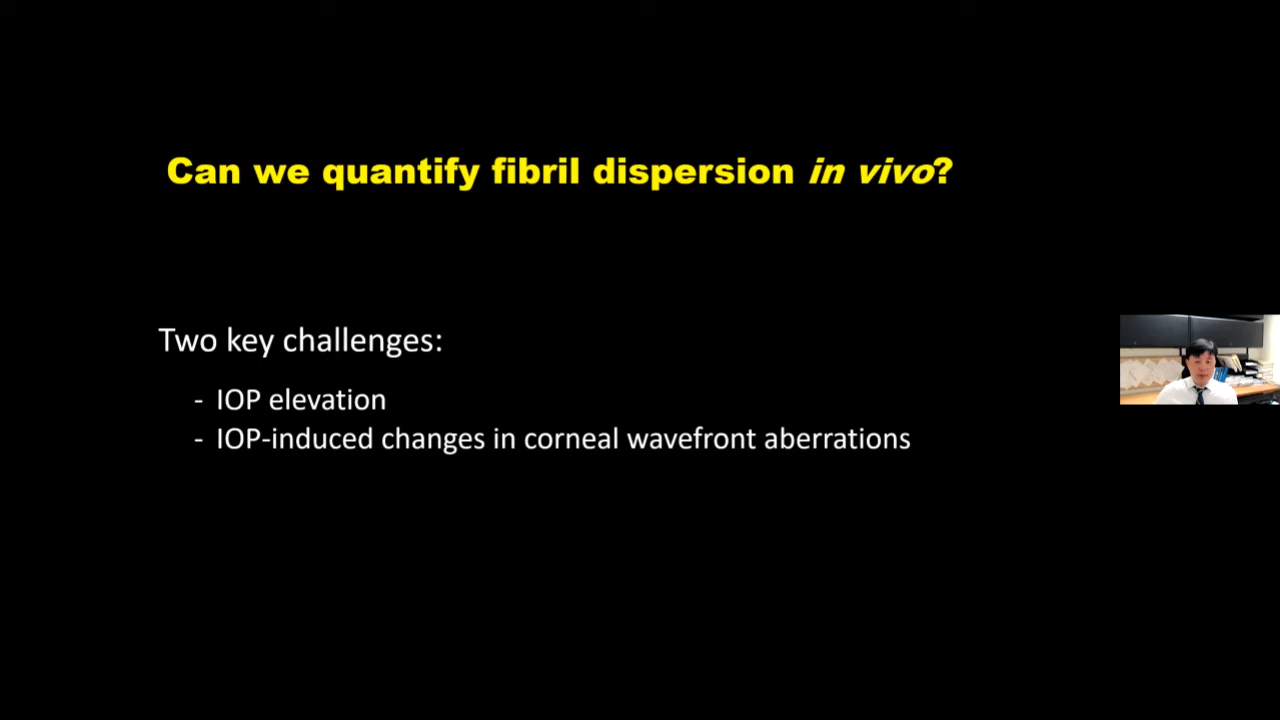 Can we quantify fibril dispersion in vivo?
Two key challenges:
- IOP elevation
- IOP-induced changes in corneal wavefront aberrations